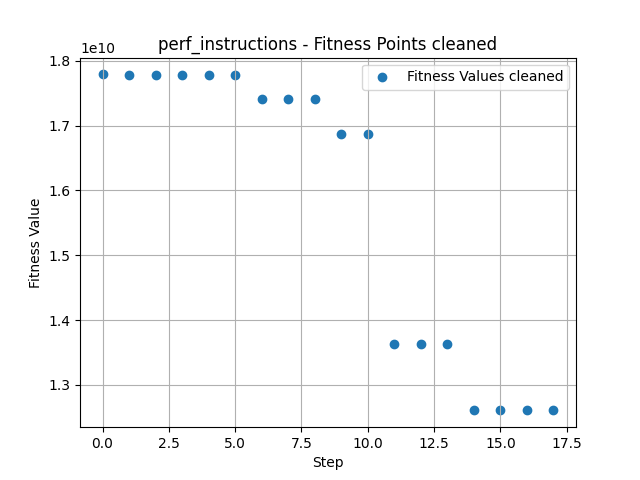 perf_instructions - Fitness Points cleaned
1e10
Fitness Values cleaned
1.8
1.7
1.6
1.5
1.4
1.3
Fitness Value
0.0 2.5 5.0 7.5 10.0 12.5 15.0 17.5
Step